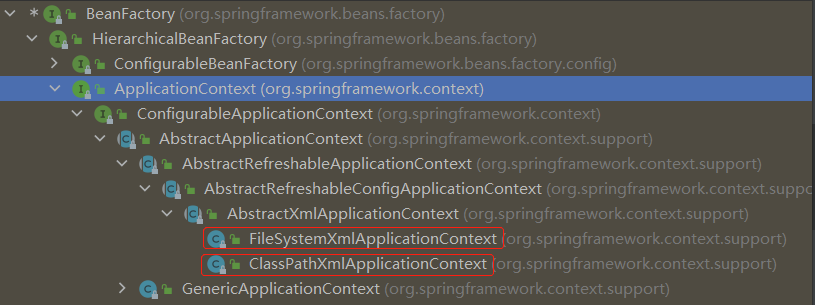 * BeanFactory (org.springframework.beans.factory)
HierarchicalBeanFactory (org.springframework.beans.factory)
ConfigurableBeanFactory (org.springframework.beans.factory.config)
ApplicationContext (org.springframework.context)
ConfigurableApplicationContext (org.springframework.context)
AbstractApplicationContext (org.springframework.context.support)
AbstractRefreshableApplicationContext (org.springframework.context.support)
AbstractRefreshableConfigApplicationContext (org.springframework.context.suppo
AbstractXmlApplicationContext (org.springframework.context.support)
FileSystemXmlApplicationContext (org.springframework.context.support)
ClassPathXmlApplicationContext (org.springframework.context.support)
GenericApplicationContext (org.springframework.context.support)